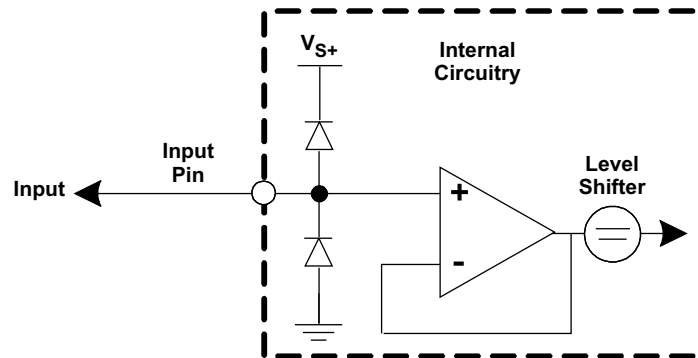 V_S+
Internal
Circuitry
Input
Pin
Input
Level
Shifter
+
-